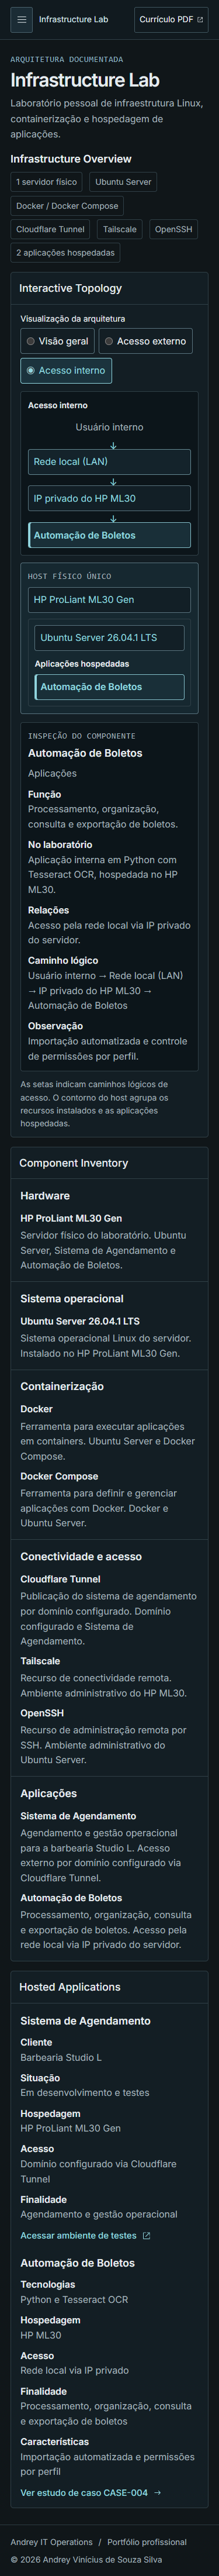 Infrastructure Lab
Currículo PDF
ARQUITETURA DOCUMENTADA
Infrastructure Lab
Laboratório pessoal de infraestrutura Linux,
containerização e hospedagem de
aplicações.
Infrastructure Overview
1 servidor físico
Ubuntu Server
Docker / Docker Compose
Cloudflare Tunnel
Tailscale
OpenSSH
2 aplicações hospedadas
Interactive Topology
Visualização da arquitetura
Visão geral
Acesso externo
Acesso interno
Acesso interno
Usuário interno
↓
Rede local (LAN)
↓
IP privado do HP ML30
↓
Automação de Boletos
HOST FÍSICO ÚNICO
HP ProLiant ML30 Gen
Ubuntu Server 26.04.1 LTS
Aplicações hospedadas
Automação de Boletos
INSPEÇÃO DO COMPONENTE
Automação de Boletos
Aplicações
Função
Processamento, organização,
consulta e exportação de boletos.
No laboratório
Aplicação interna em Python com
Tesseract OCR, hospedada no HP
ML30.
Relações
Acesso pela rede local via IP privado
do servidor.
Caminho lógico
Usuário interno → Rede local (LAN)
→ IP privado do HP ML30 →
Automação de Boletos
Observação
Importação automatizada e controle
de permissões por perfil.
As setas indicam caminhos lógicos de
acesso. O contorno do host agrupa os
recursos instalados e as aplicações
hospedadas.
Component Inventory
Hardware
HP ProLiant ML30 Gen
Servidor físico do laboratório. Ubuntu
Server, Sistema de Agendamento e
Automação de Boletos.
Sistema operacional
Ubuntu Server 26.04.1 LTS
Sistema operacional Linux do servidor.
Instalado no HP ProLiant ML30 Gen.
Containerização
Docker
Ferramenta para executar aplicações
em containers. Ubuntu Server e Docker
Compose.
Docker Compose
Ferramenta para definir e gerenciar
aplicações com Docker. Docker e
Ubuntu Server.
Conectividade e acesso
Cloudflare Tunnel
Publicação do sistema de agendamento
por domínio configurado. Domínio
configurado e Sistema de
Agendamento.
Tailscale
Recurso de conectividade remota.
Ambiente administrativo do HP ML30.
OpenSSH
Recurso de administração remota por
SSH. Ambiente administrativo do
Ubuntu Server.
Aplicações
Sistema de Agendamento
Agendamento e gestão operacional
para a barbearia Studio L. Acesso
externo por domínio configurado via
Cloudflare Tunnel.
Automação de Boletos
Processamento, organização, consulta
e exportação de boletos. Acesso pela
rede local via IP privado do servidor.
Hosted Applications
Sistema de Agendamento
Cliente
Barbearia Studio L
Situação
Em desenvolvimento e testes
Hospedagem
HP ProLiant ML30 Gen
Acesso
Domínio configurado via Cloudflare
Tunnel
Finalidade
Agendamento e gestão operacional
Acessar ambiente de testes
Automação de Boletos
Tecnologias
Python e Tesseract OCR
Hospedagem
HP ML30
Acesso
Rede local via IP privado
Finalidade
Processamento, organização, consulta
e exportação de boletos
Características
Importação automatizada e permissões
por perfil
Ver estudo de caso CASE-004 →
Andrey IT Operations / Portfólio profissional
© 2026 Andrey Vinicius de Souza Silva